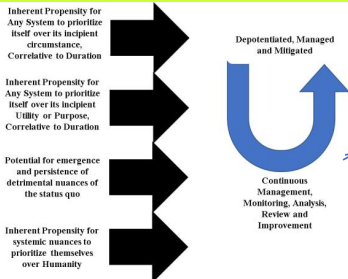 Inherent Propensity for
Any System to prioritize
itself over its incipient
circumstance,
Correlative to Duration
Inherent Propensity for
Any System to prioritize
itself over its incipient
Utility or Purpose,
Correlative to Duration
Potential for emergence
and persistence of
detrimental nuances of
the status quo
Inherent Propensity for
systemic nuances to
prioritize themselves
over Humanity
Depotentiated, Managed
and Mitigated
Continuous
Management,
Monitoring, Analysis,
Review and
Improvement